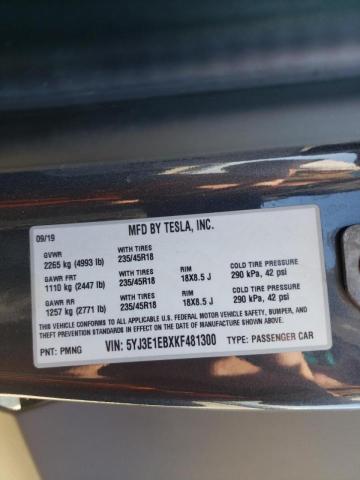 09/19 MFD BY TESLA, INC.
GVWR WITH TIRES
2265 kg (4993 lb) 235/45R18
GAWR FRT WITH TIRES RIM COLD TIRE PRESSURE
1110 kg (2447 lb) 235/45R18 18X8.5 J 290 kPa, 42 psi
GAWR RR WITH TIRES RIM COLD TIRE PRESSURE
1257 kg (2771 lb) 235/45R18 18X8.5 J 290 kPa, 42 psi
THIS VEHICLE CONFORMS TO ALL APPLICABLE U.S. FEDERAL MOTOR VEHICLE SAFETY,
BUMPER, AND THEFT PREVENTION STANDARDS IN EFFECT ON THE DATE OF MANUFACTURE SHOWN ABOVE.
PNT: PMNG VIN: 5YJ3E1EBXKF481300 TYPE: PASSENGER CAR